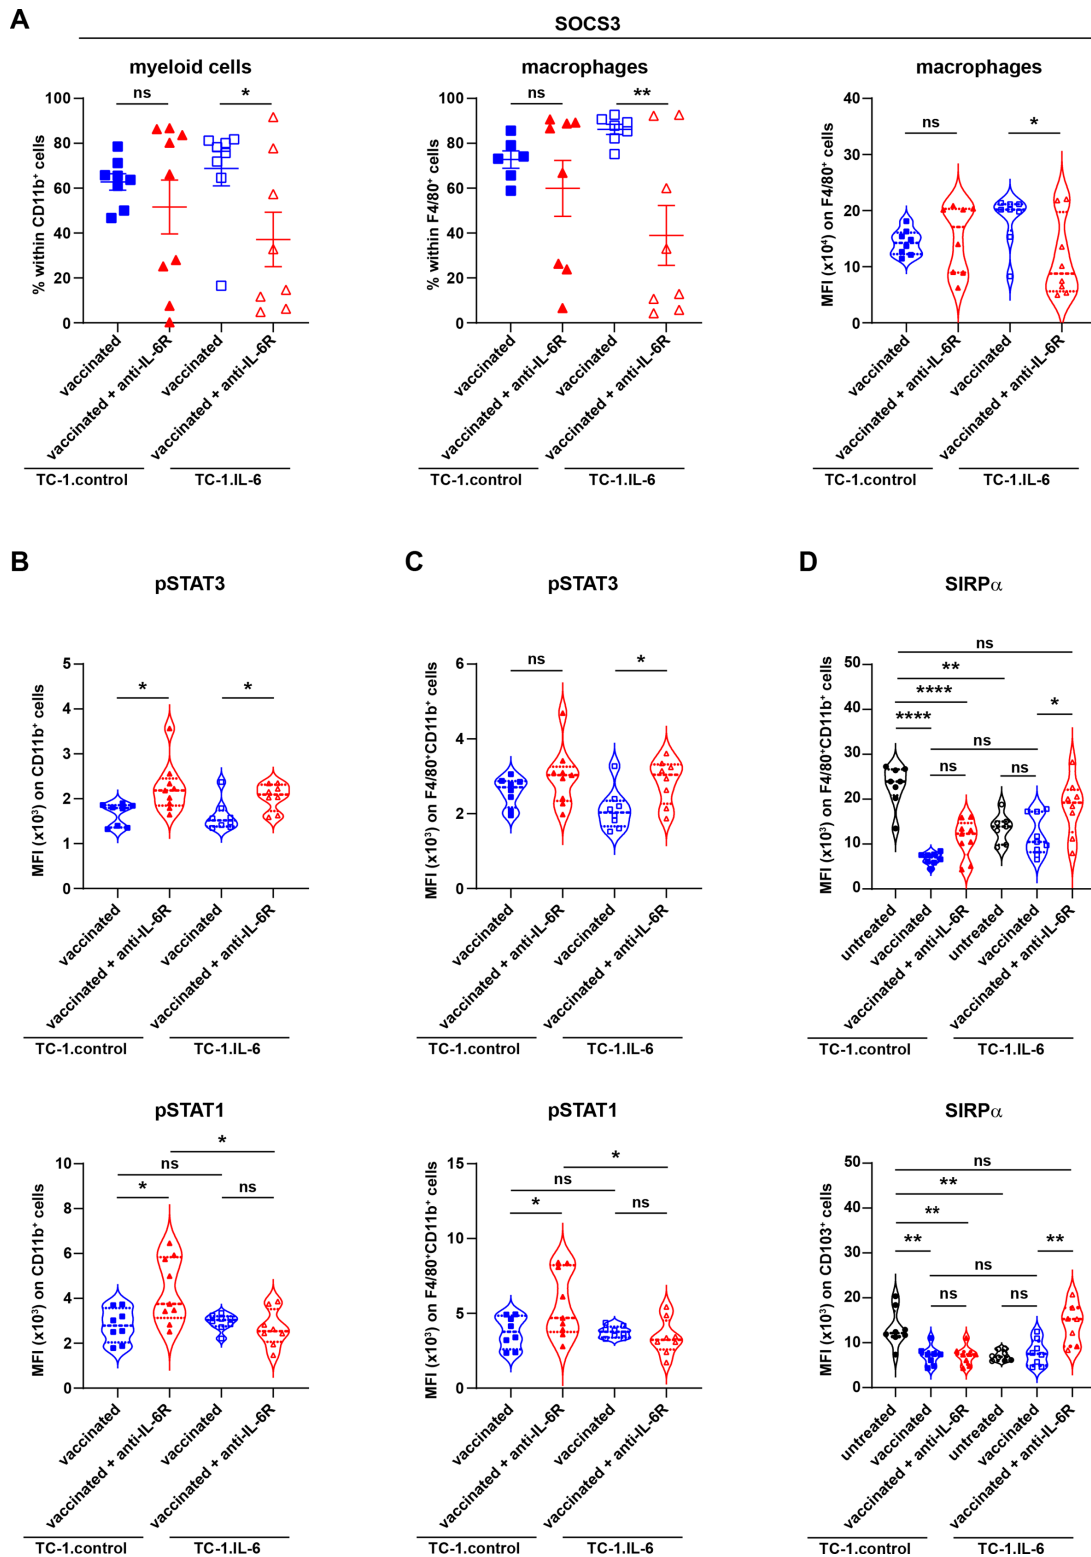 A
SOCS3
myeloid cells
macrophages
macrophages
% within CD11b⁺ cells
100
80
60
40
20
0
ns
*
vaccinated
vaccinated + anti-IL-6R
vaccinated
vaccinated + anti-IL-6R
TC-1.control
TC-1.IL-6
% within F4/80⁺ cells
100
80
60
40
20
0
ns
**
vaccinated
vaccinated + anti-IL-6R
vaccinated
vaccinated + anti-IL-6R
TC-1.control
TC-1.IL-6
MFI (x10⁴) on F4/80⁺ cells
40
30
20
10
0
ns
*
vaccinated
vaccinated + anti-IL-6R
vaccinated
vaccinated + anti-IL-6R
TC-1.control
TC-1.IL-6
B
pSTAT3
MFI (x10³) on CD11b⁺ cells
5
4
3
2
1
0
*
*
vaccinated
vaccinated + anti-IL-6R
vaccinated
vaccinated + anti-IL-6R
TC-1.control
TC-1.IL-6
pSTAT1
MFI (x10³) on CD11b⁺ cells
10
8
6
4
2
0
*
ns
*
ns
vaccinated
vaccinated + anti-IL-6R
vaccinated
vaccinated + anti-IL-6R
TC-1.control
TC-1.IL-6
C
pSTAT3
MFI (x10³) on F4/80⁺CD11b⁺ cells
6
4
2
0
ns
*
vaccinated
vaccinated + anti-IL-6R
vaccinated
vaccinated + anti-IL-6R
TC-1.control
TC-1.IL-6
pSTAT1
MFI (x10³) on F4/80⁺CD11b⁺ cells
15
10
5
0
*
ns
*
ns
vaccinated
vaccinated + anti-IL-6R
vaccinated
vaccinated + anti-IL-6R
TC-1.control
TC-1.IL-6
D
SIRPα
MFI (x10³) on F4/80⁺CD11b⁺ cells
50
40
30
20
10
0
ns
**
****
****
*
ns
ns
ns
untreated
vaccinated
vaccinated + anti-IL-6R
untreated
vaccinated
vaccinated + anti-IL-6R
TC-1.control
TC-1.IL-6
SIRPα
MFI (x10³) on CD103⁺ cells
50
40
30
20
10
0
ns
**
**
**
**
ns
ns
ns
untreated
vaccinated
vaccinated + anti-IL-6R
untreated
vaccinated
vaccinated + anti-IL-6R
TC-1.control
TC-1.IL-6